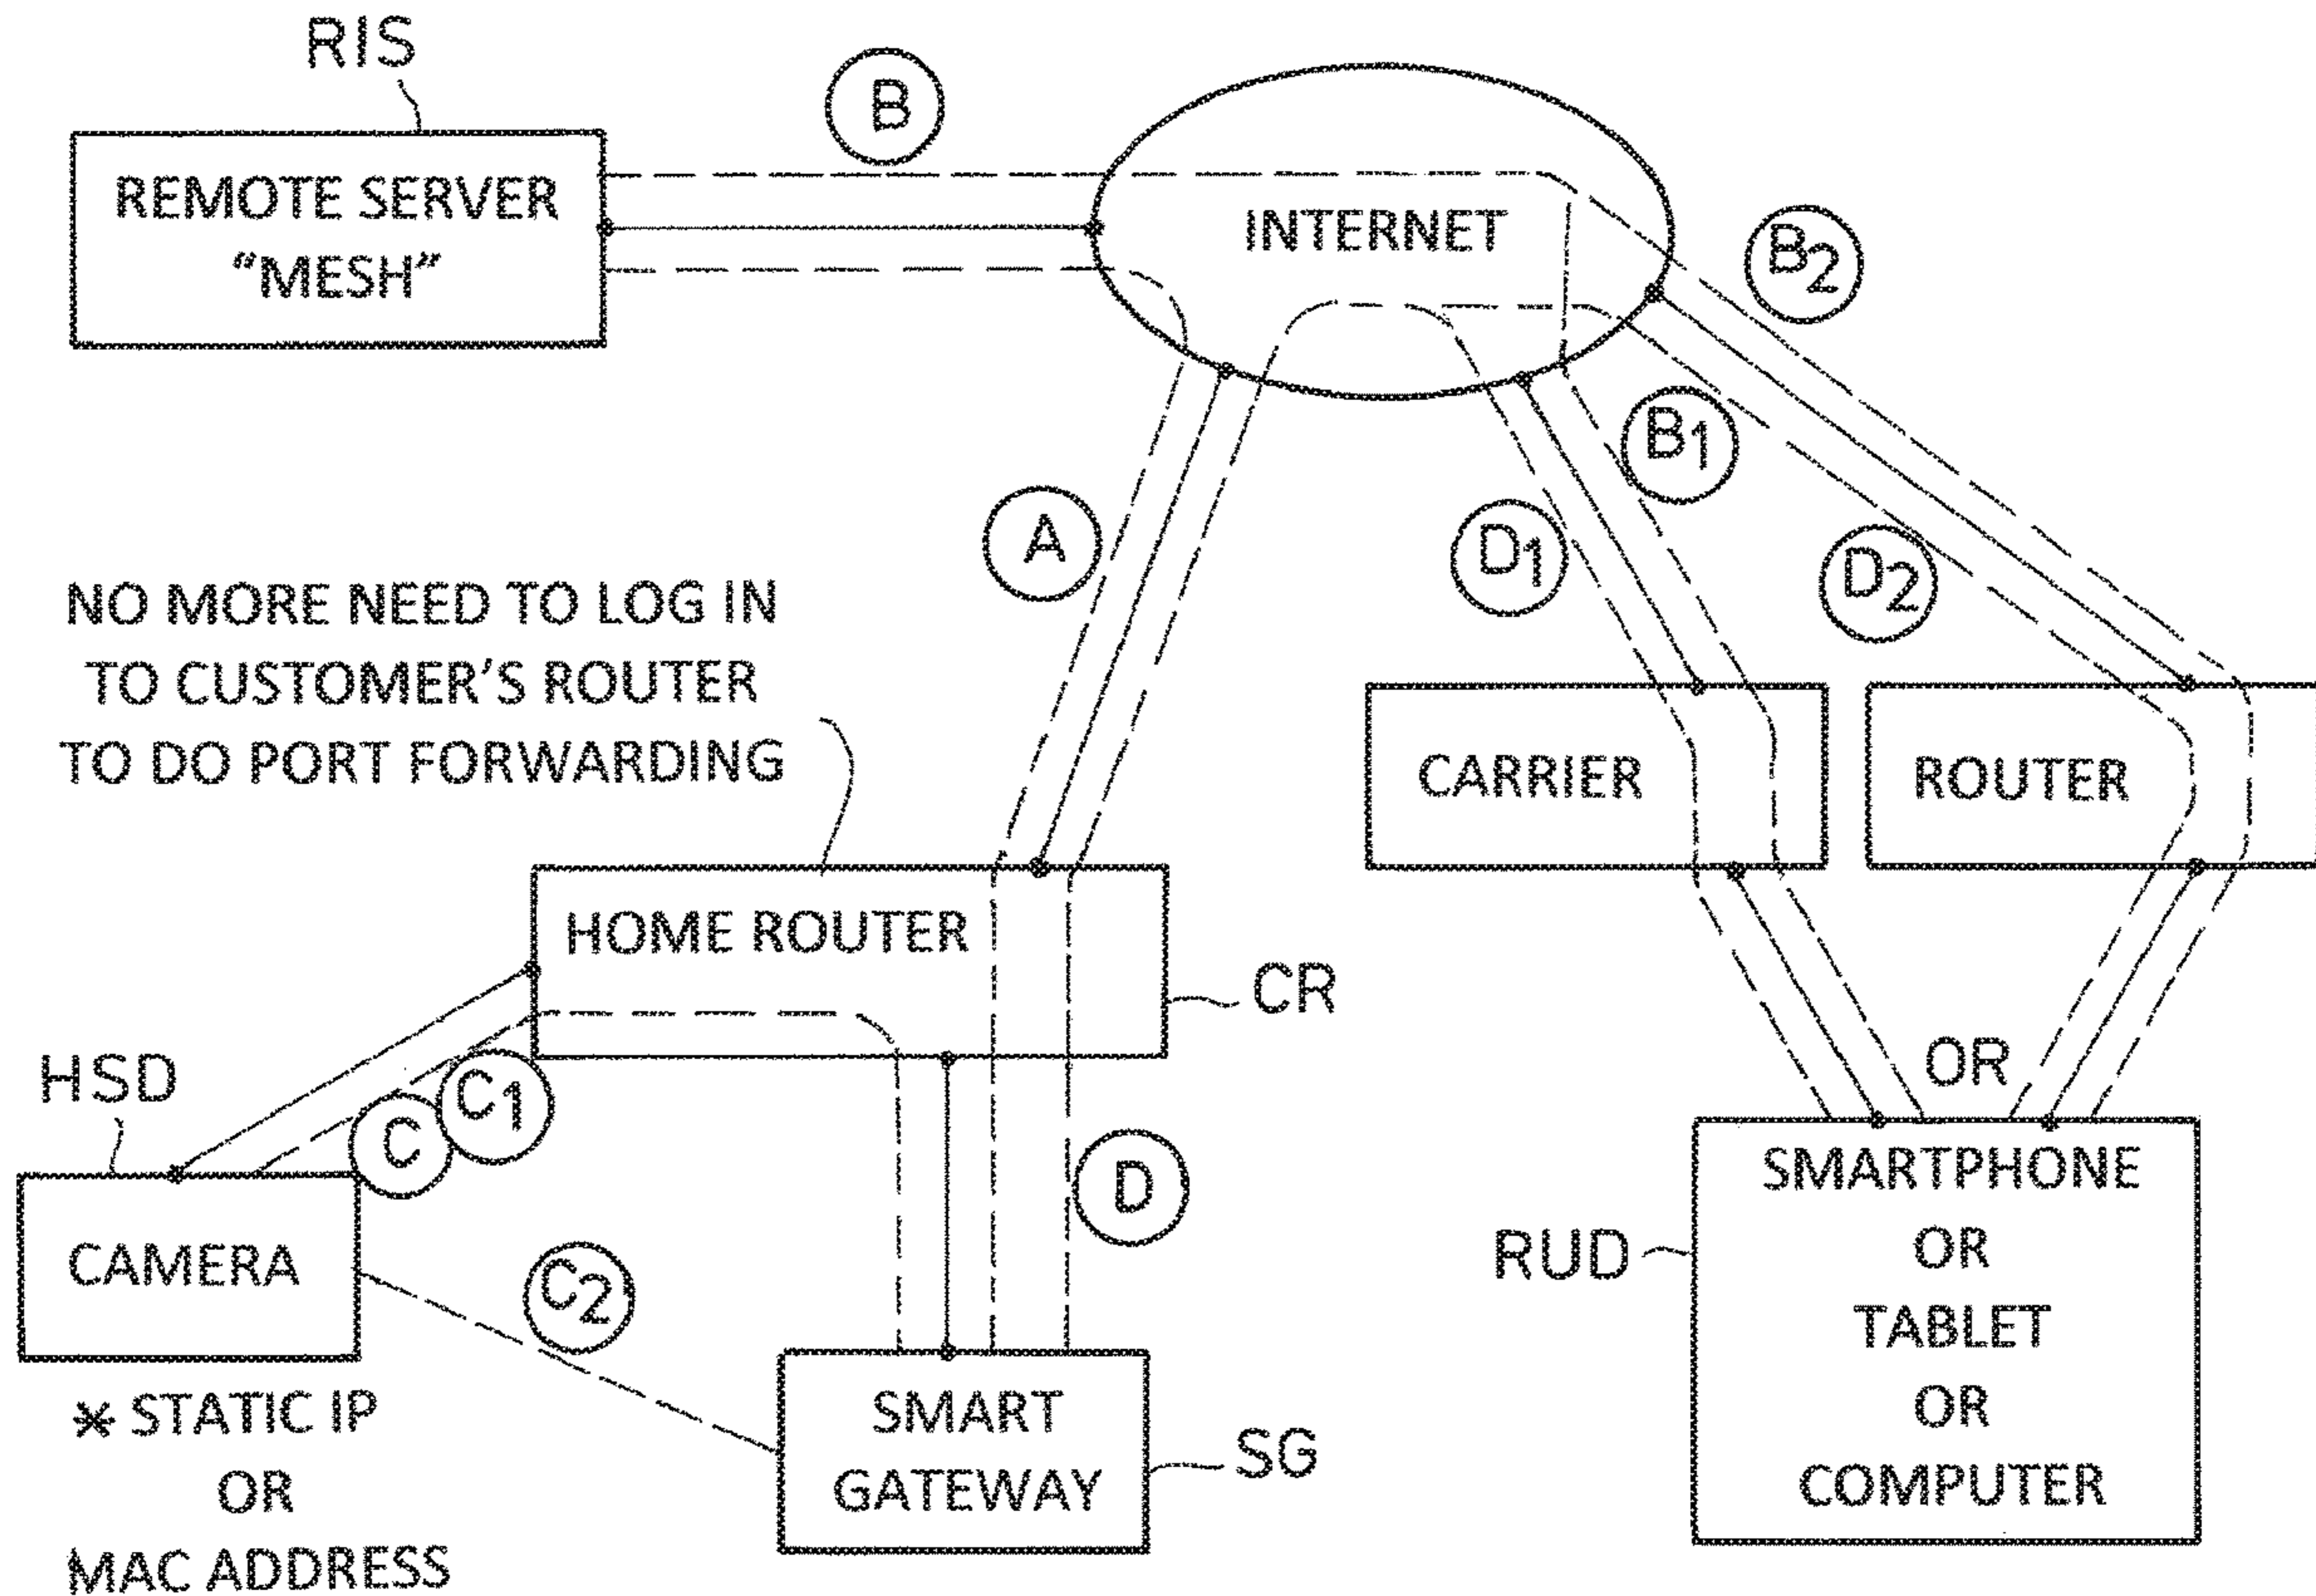 RIS
B
REMOTE SERVER
"MESH"
INTERNET
B2
B1
A
D1
D2
NO MORE NEED TO LOG IN
TO CUSTOMER'S ROUTER
TO DO PORT FORWARDING
CARRIER
ROUTER
HOME ROUTER
CR
HSD
C
C1
OR
D
CAMERA
C2
RUD
SMARTPHONE
OR
TABLET
OR
COMPUTER
* STATIC IP
OR
MAC ADDRESS
SMART
GATEWAY
SG